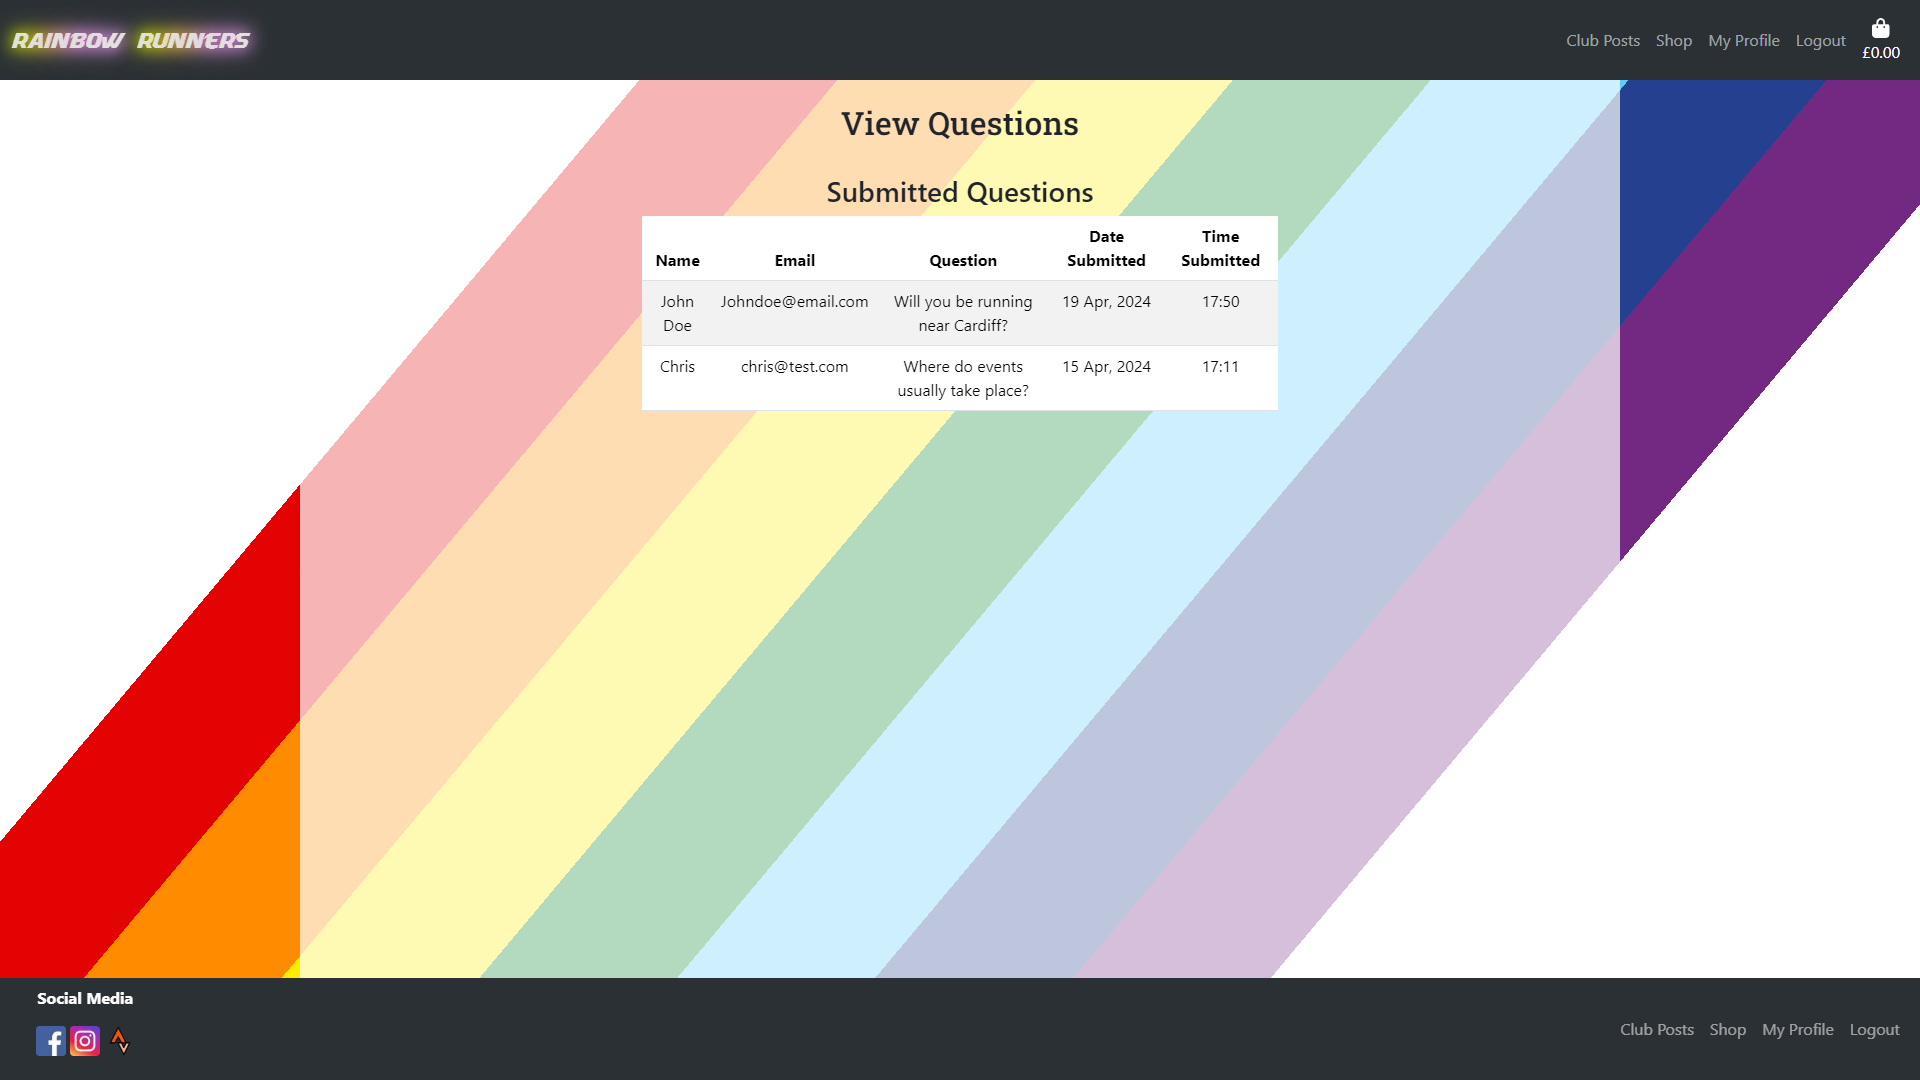 RAINBOW RUNNERS
Club Posts Shop My Profile Logout
£0.00
View Questions
Submitted Questions
Name Email Question Date Submitted Time Submitted
John Doe Johndoe@email.com Will you be running near Cardiff? 19 Apr, 2024 17:50
Chris chris@test.com Where do events usually take place? 15 Apr, 2024 17:11
Social Media
Club Posts Shop My Profile Logout